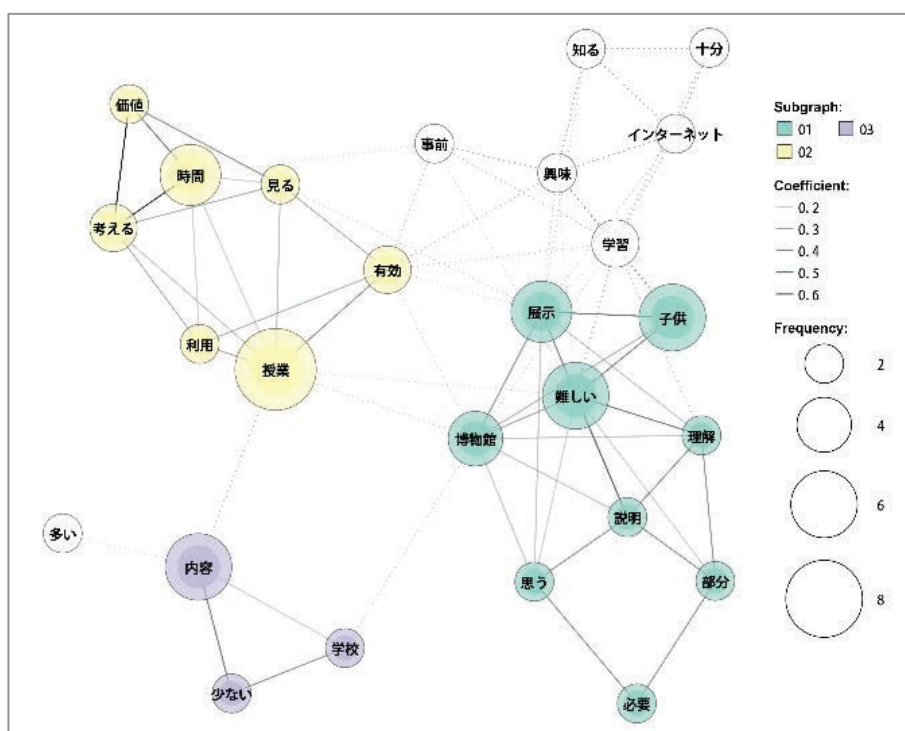 知る
十分
価値
インターネット
事前
時間
興味
見る
考える
学習
有効
展示
子供
利用
授業
難しい
博物館
理解
説明
多い
内容
思う
部分
学校
少ない
必要
Subgraph:
01
03
02
Coefficient:
0.2
0.3
0.4
0.5
0.6
Frequency:
2
4
6
8